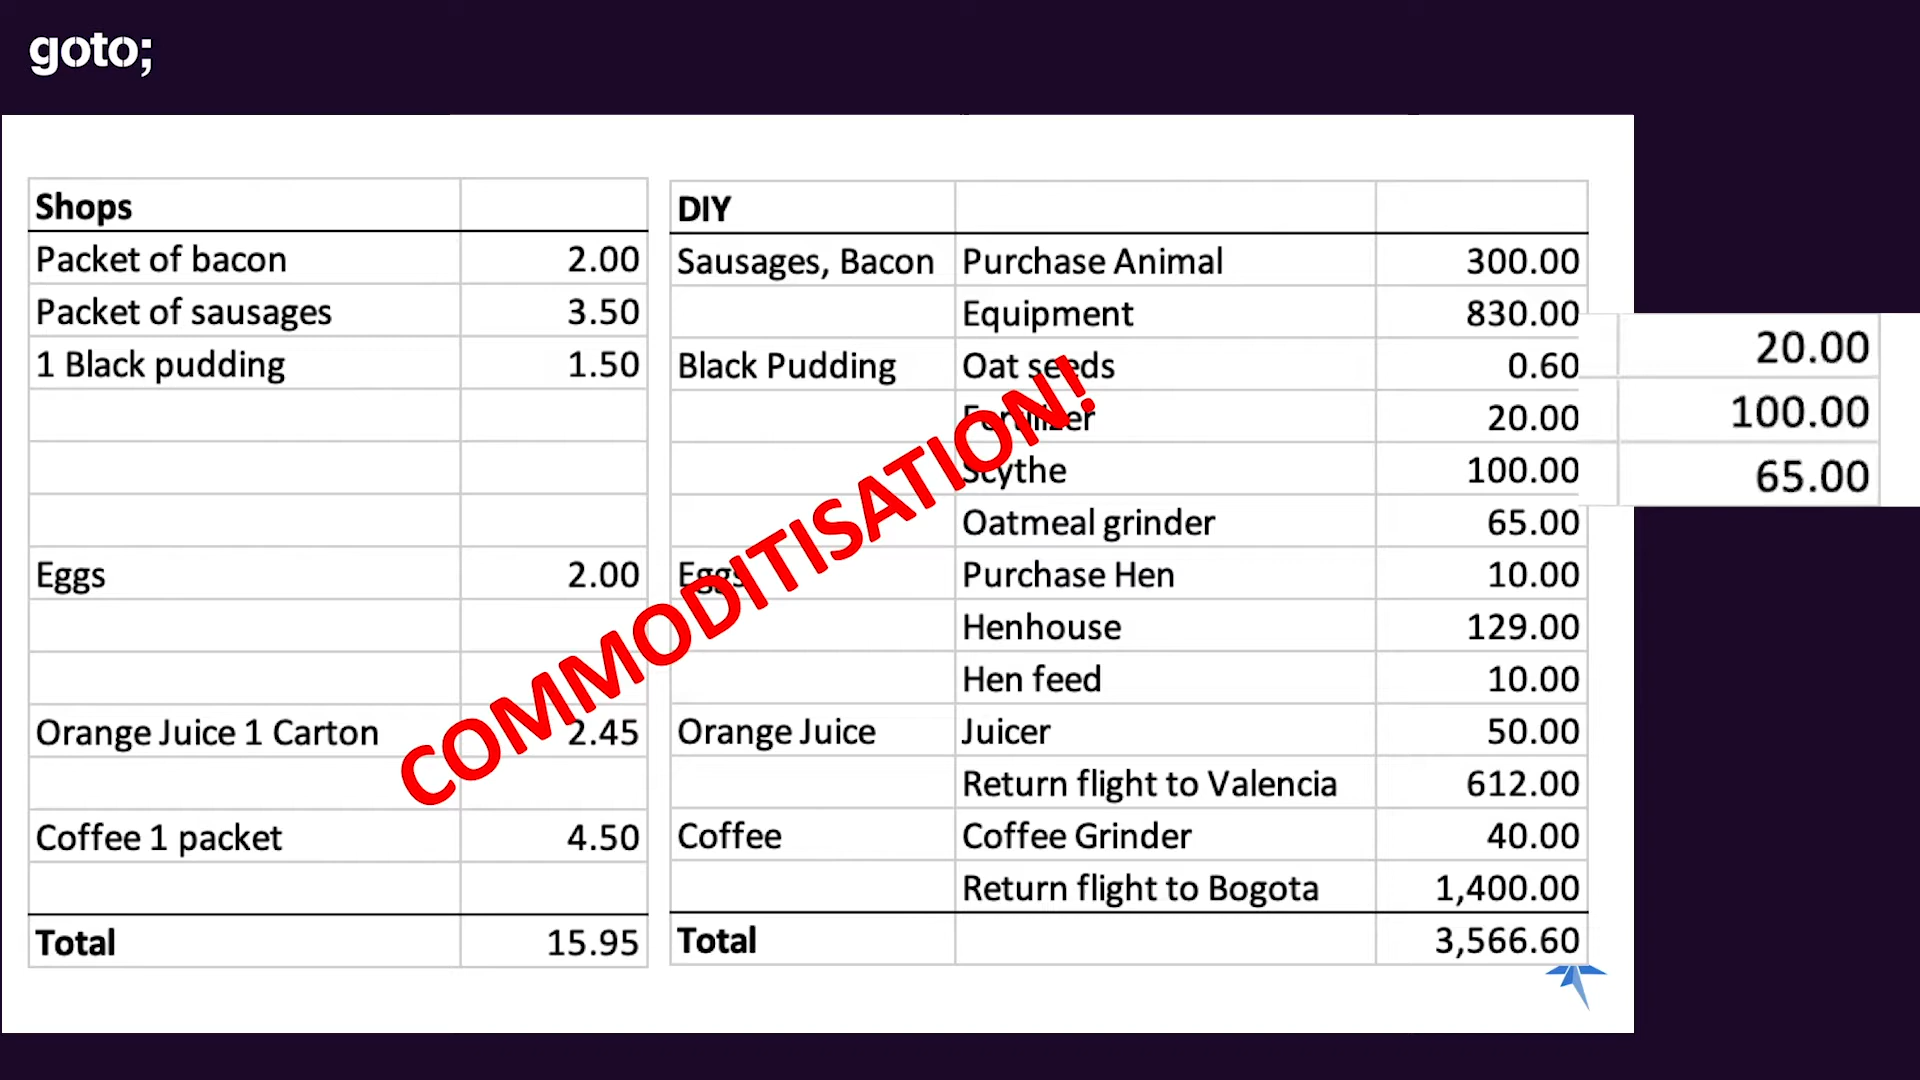 goto;
Shops
Packet of bacon 2.00
Packet of sausages 3.50
1 Black pudding 1.50
Eggs 2.00
Orange Juice 1 Carton 2.45
Coffee 1 packet 4.50
Total 15.95
DIY
Sausages, Bacon Purchase Animal 300.00
Equipment 830.00
Black Pudding Oat seeds 0.60
Fertilizer 20.00
Scythe 100.00
Oatmeal grinder 65.00
Eggs Purchase Hen 10.00
Henhouse 129.00
Hen feed 10.00
Orange Juice Juicer 50.00
Return flight to Valencia 612.00
Coffee Coffee Grinder 40.00
Return flight to Bogota 1,400.00
Total 3,566.60
COMMODITISATION!
20.00
100.00
65.00